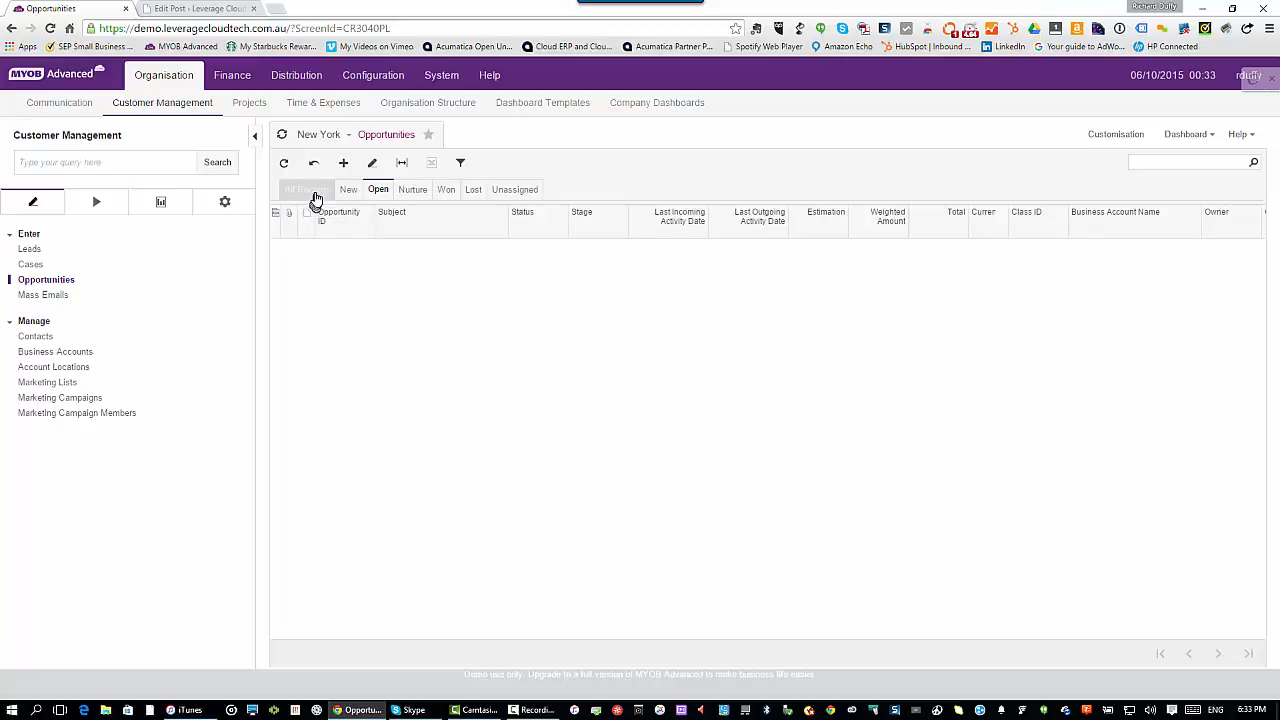 Opportunities
Edit Post ‹ Leverage Cloud
Richard Duffy
https://demo.leveragecloudtech.com.au/?ScreenId=CR3040PL
Apps
SEP Small Business
MYOB Advanced
My Starbucks Rewar
My Videos on Vimeo
Acumatica Open Un
Cloud ERP and Clou
Acumatica Partner P
Spotify Web Player
Amazon Echo
HubSpot | Inbound
LinkedIn
Your guide to AdWo
HP Connected
MYOB Advanced
Organisation
Finance
Distribution
Configuration
System
Help
06/10/2015 00:33
rduffy
Communication
Customer Management
Projects
Time & Expenses
Organisation Structure
Dashboard Templates
Company Dashboards
Customer Management
New York
Opportunities
Customisation
Dashboard
Help
Type your query here
Search
All Records
New
Open
Nurture
Won
Lost
Unassigned
Opportunity ID
Subject
Status
Stage
Last Incoming Activity Date
Last Outgoing Activity Date
Estimation
Weighted Amount
Total
Curren
Class ID
Business Account Name
Owner
Enter
Leads
Cases
Opportunities
Mass Emails
Manage
Contacts
Business Accounts
Account Locations
Marketing Lists
Marketing Campaigns
Marketing Campaign Members
Demo use only. Upgrade to a full version of MYOB Advanced to make business life easier.
iTunes
Opportu...
Skype
Camtasi...
Recordi...
ENG
6:33 PM